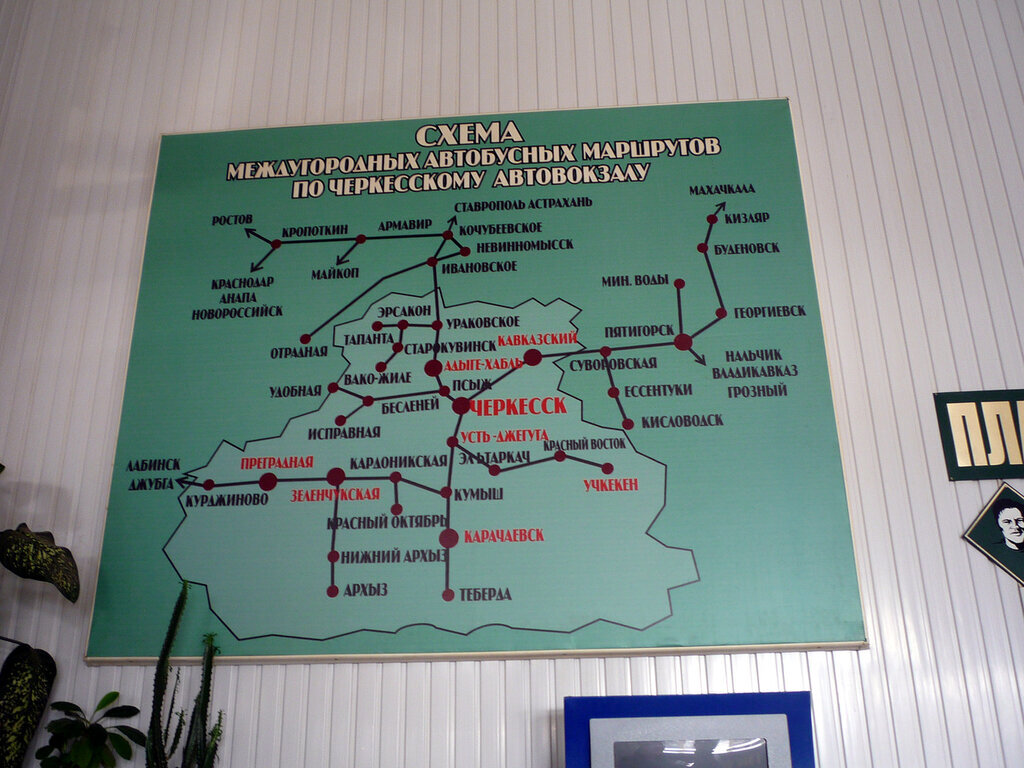 СХЕМА
МЕЖДУГОРОДНЫХ АВТОБУСНЫХ МАРШРУТОВ
ПО ЧЕРКЕССКОМУ АВТОВОКЗАЛУ
МАХАЧКАЛА
СТАВРОПОЛЬ АСТРАХАНЬ
РОСТОВ
КРОПОТКИН
АРМАВИР
КОЧУБЕЕВСКОЕ
КИЗЛЯР
НЕВИННОМЫССК
БУДЕНОВСК
МАЙКОП
ИВАНОВСКОЕ
КРАСНОДАР
АНАПА
НОВОРОССИЙСК
МИН. ВОДЫ
ЭРСАКОН
УРАКОВСКОЕ
ГЕОРГИЕВСК
ОТРАДНАЯ
ТАПАНТА
СТАРОКУВИНСК
КАВКАЗСКИЙ
ПЯТИГОРСК
АДЫГЕ-ХАБЛЬ
СУВОРОВСКАЯ
НАЛЬЧИК
ВЛАДИКАВКАЗ
ГРОЗНЫЙ
ВАКО-ЖИЛЕ
УДОБНАЯ
ПСЫЖ
ЕССЕНТУКИ
БЕСЛЕНЕЙ
ЧЕРКЕССК
КИСЛОВОДСК
ИСПРАВНАЯ
УСТЬ-ДЖЕГУТА
КРАСНЫЙ ВОСТОК
ЛАБИНСК
ДЖУБГА
ПРЕГРАДНАЯ
КАРДОНИКСКАЯ
ЭЛЬТАРКАЧ
УЧКЕКЕН
КУРДЖИНОВО
ЗЕЛЕНЧУКСКАЯ
КУМЫШ
КРАСНЫЙ ОКТЯБРЬ
КАРАЧАЕВСК
НИЖНИЙ АРХЫЗ
АРХЫЗ
ТЕБЕРДА